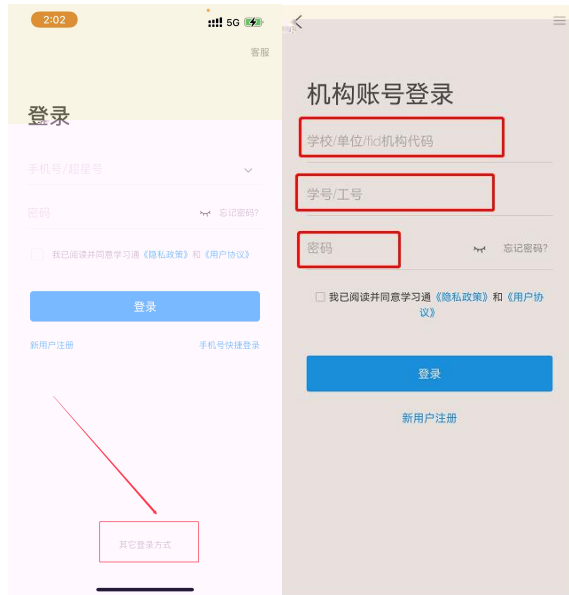 2:02
5G
客服
登录
手机号/超星号
密码
忘记密码?
我已阅读并同意学习通《隐私政策》和《用户协议》
登录
新用户注册
手机号快捷登录
其它登录方式
机构账号登录
学校/单位/fid机构代码
学号/工号
密码
忘记密码?
我已阅读并同意学习通《隐私政策》和《用户协
议》
登录
新用户注册